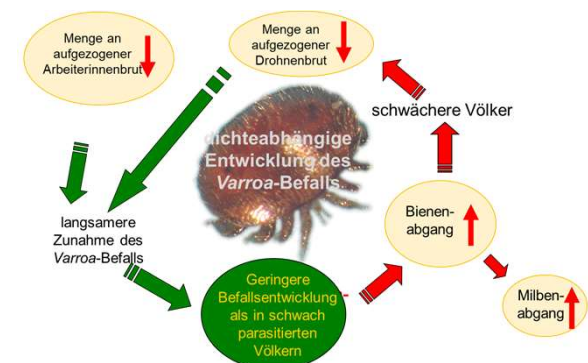 Menge an
aufgezogener
Arbeiterinnenbrut
Menge an
aufgezogener
Drohnenbrut
schwächere Völker
dichteabhängige
Entwicklung des
Varroa-Befalls
Bienen-
abgang
Milben-
abgang
langsamere
Zunahme des
Varroa-Befalls
Geringere
Befallsentwicklung
als in schwach
parasitierten
Völkern